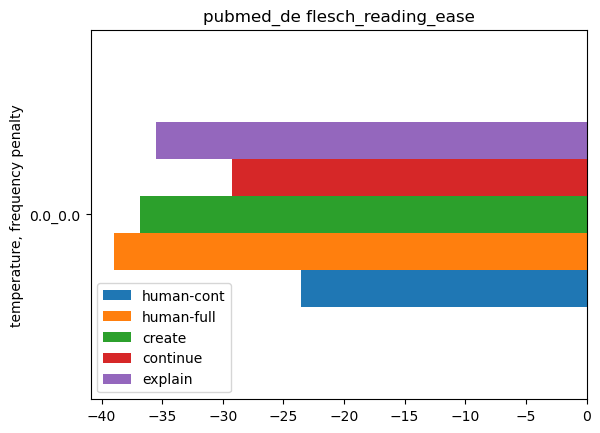 pubmed_de flesch_reading_ease
temperature, frequency penalty
0.0_0.0
human-cont
human-full
create
continue
explain
−40 −35 −30 −25 −20 −15 −10 −5 0